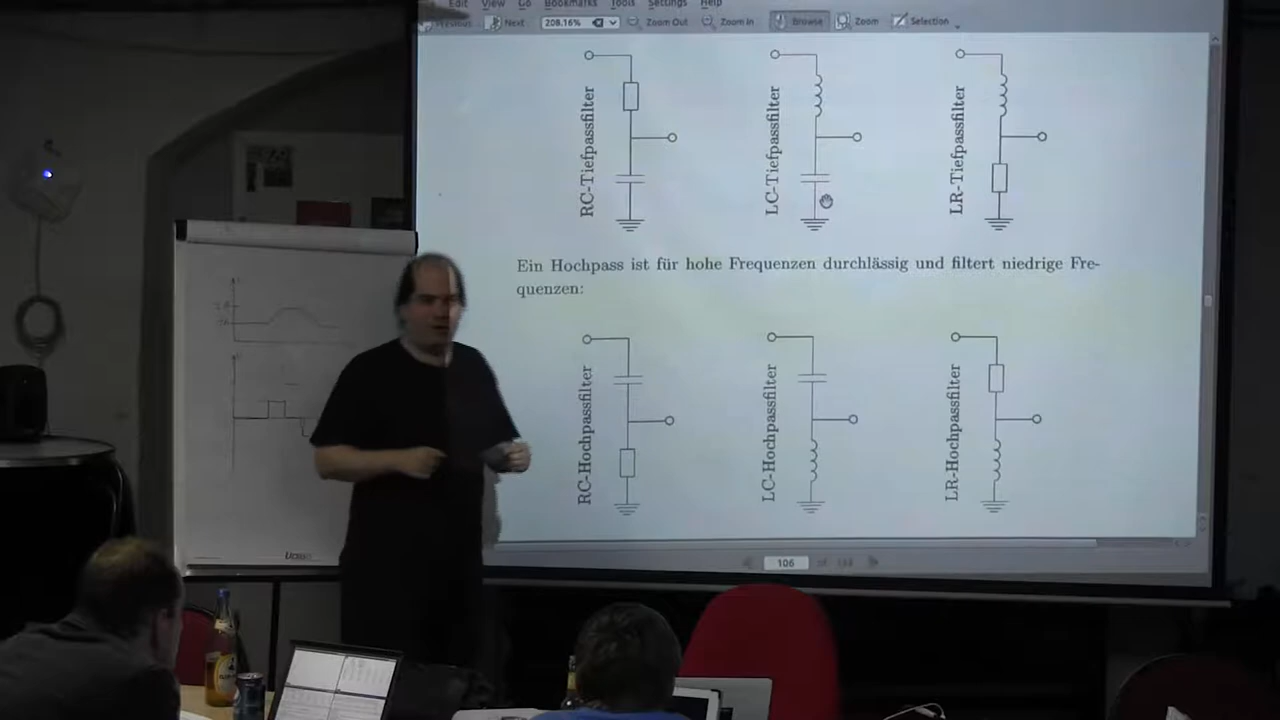 Edit View Go Bookmarks Tools Settings Help
Previous Next 208.16% Zoom Out Zoom In Browse Zoom Selection
RC-Tiefpassfilter
LC-Tiefpassfilter
LR-Tiefpassfilter
Ein Hochpass ist für hohe Frequenzen durchlässig und filtert niedrige Fre-
quenzen:
RC-Hochpassfilter
LC-Hochpassfilter
LR-Hochpassfilter
106 of